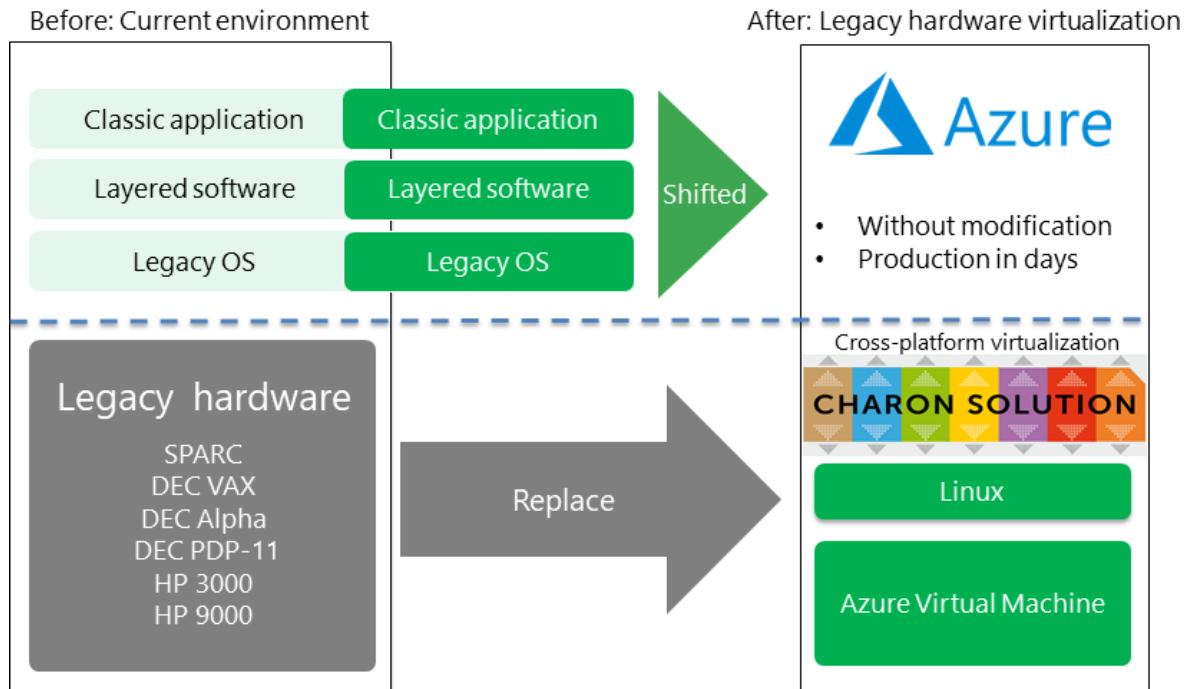 Before: Current environment
After: Legacy hardware virtualization
Classic application
Classic application
Layered software
Layered software
Legacy OS
Legacy OS
Shifted
Azure
• Without modification
• Production in days
Legacy hardware
SPARC
DEC VAX
DEC Alpha
DEC PDP-11
HP 3000
HP 9000
Replace
Cross-platform virtualization
CHARON SOLUTION
Linux
Azure Virtual Machine